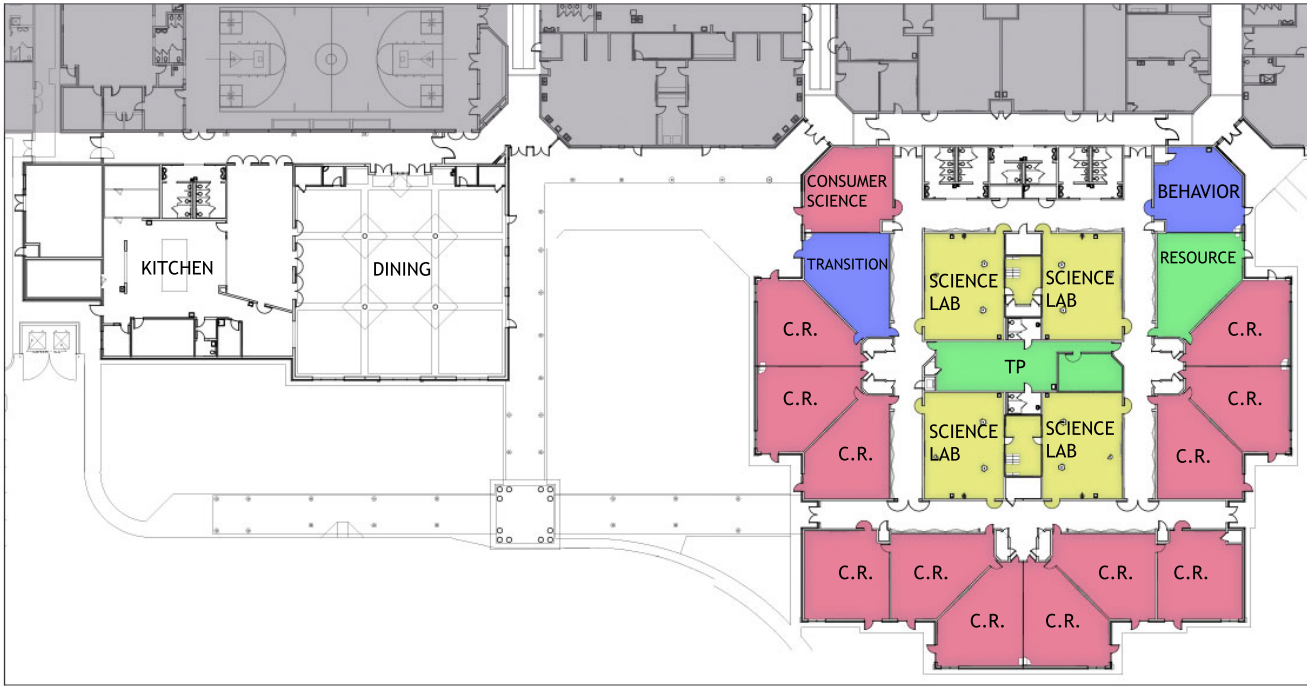 CONSUMER
SCIENCE
BEHAVIOR
KITCHEN
DINING
TRANSITION
SCIENCE
LAB
SCIENCE
LAB
RESOURCE
C.R.
C.R.
TP
C.R.
C.R.
C.R.
SCIENCE
LAB
SCIENCE
LAB
C.R.
C.R.
C.R.
C.R.
C.R.
C.R.
C.R.